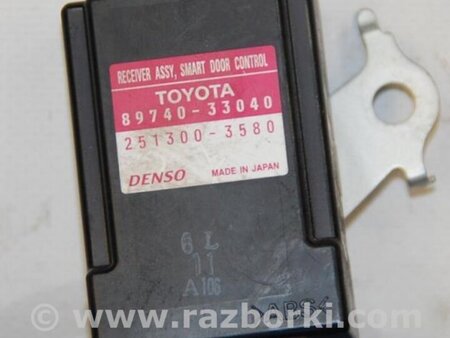 RECEIVER ASSY, SMART DOOR CONTROL
TOYOTA
89740-33040
251300-3580
DENSO MADE IN JAPAN
6L
11
A106
>ABS<
© www.razborki.com